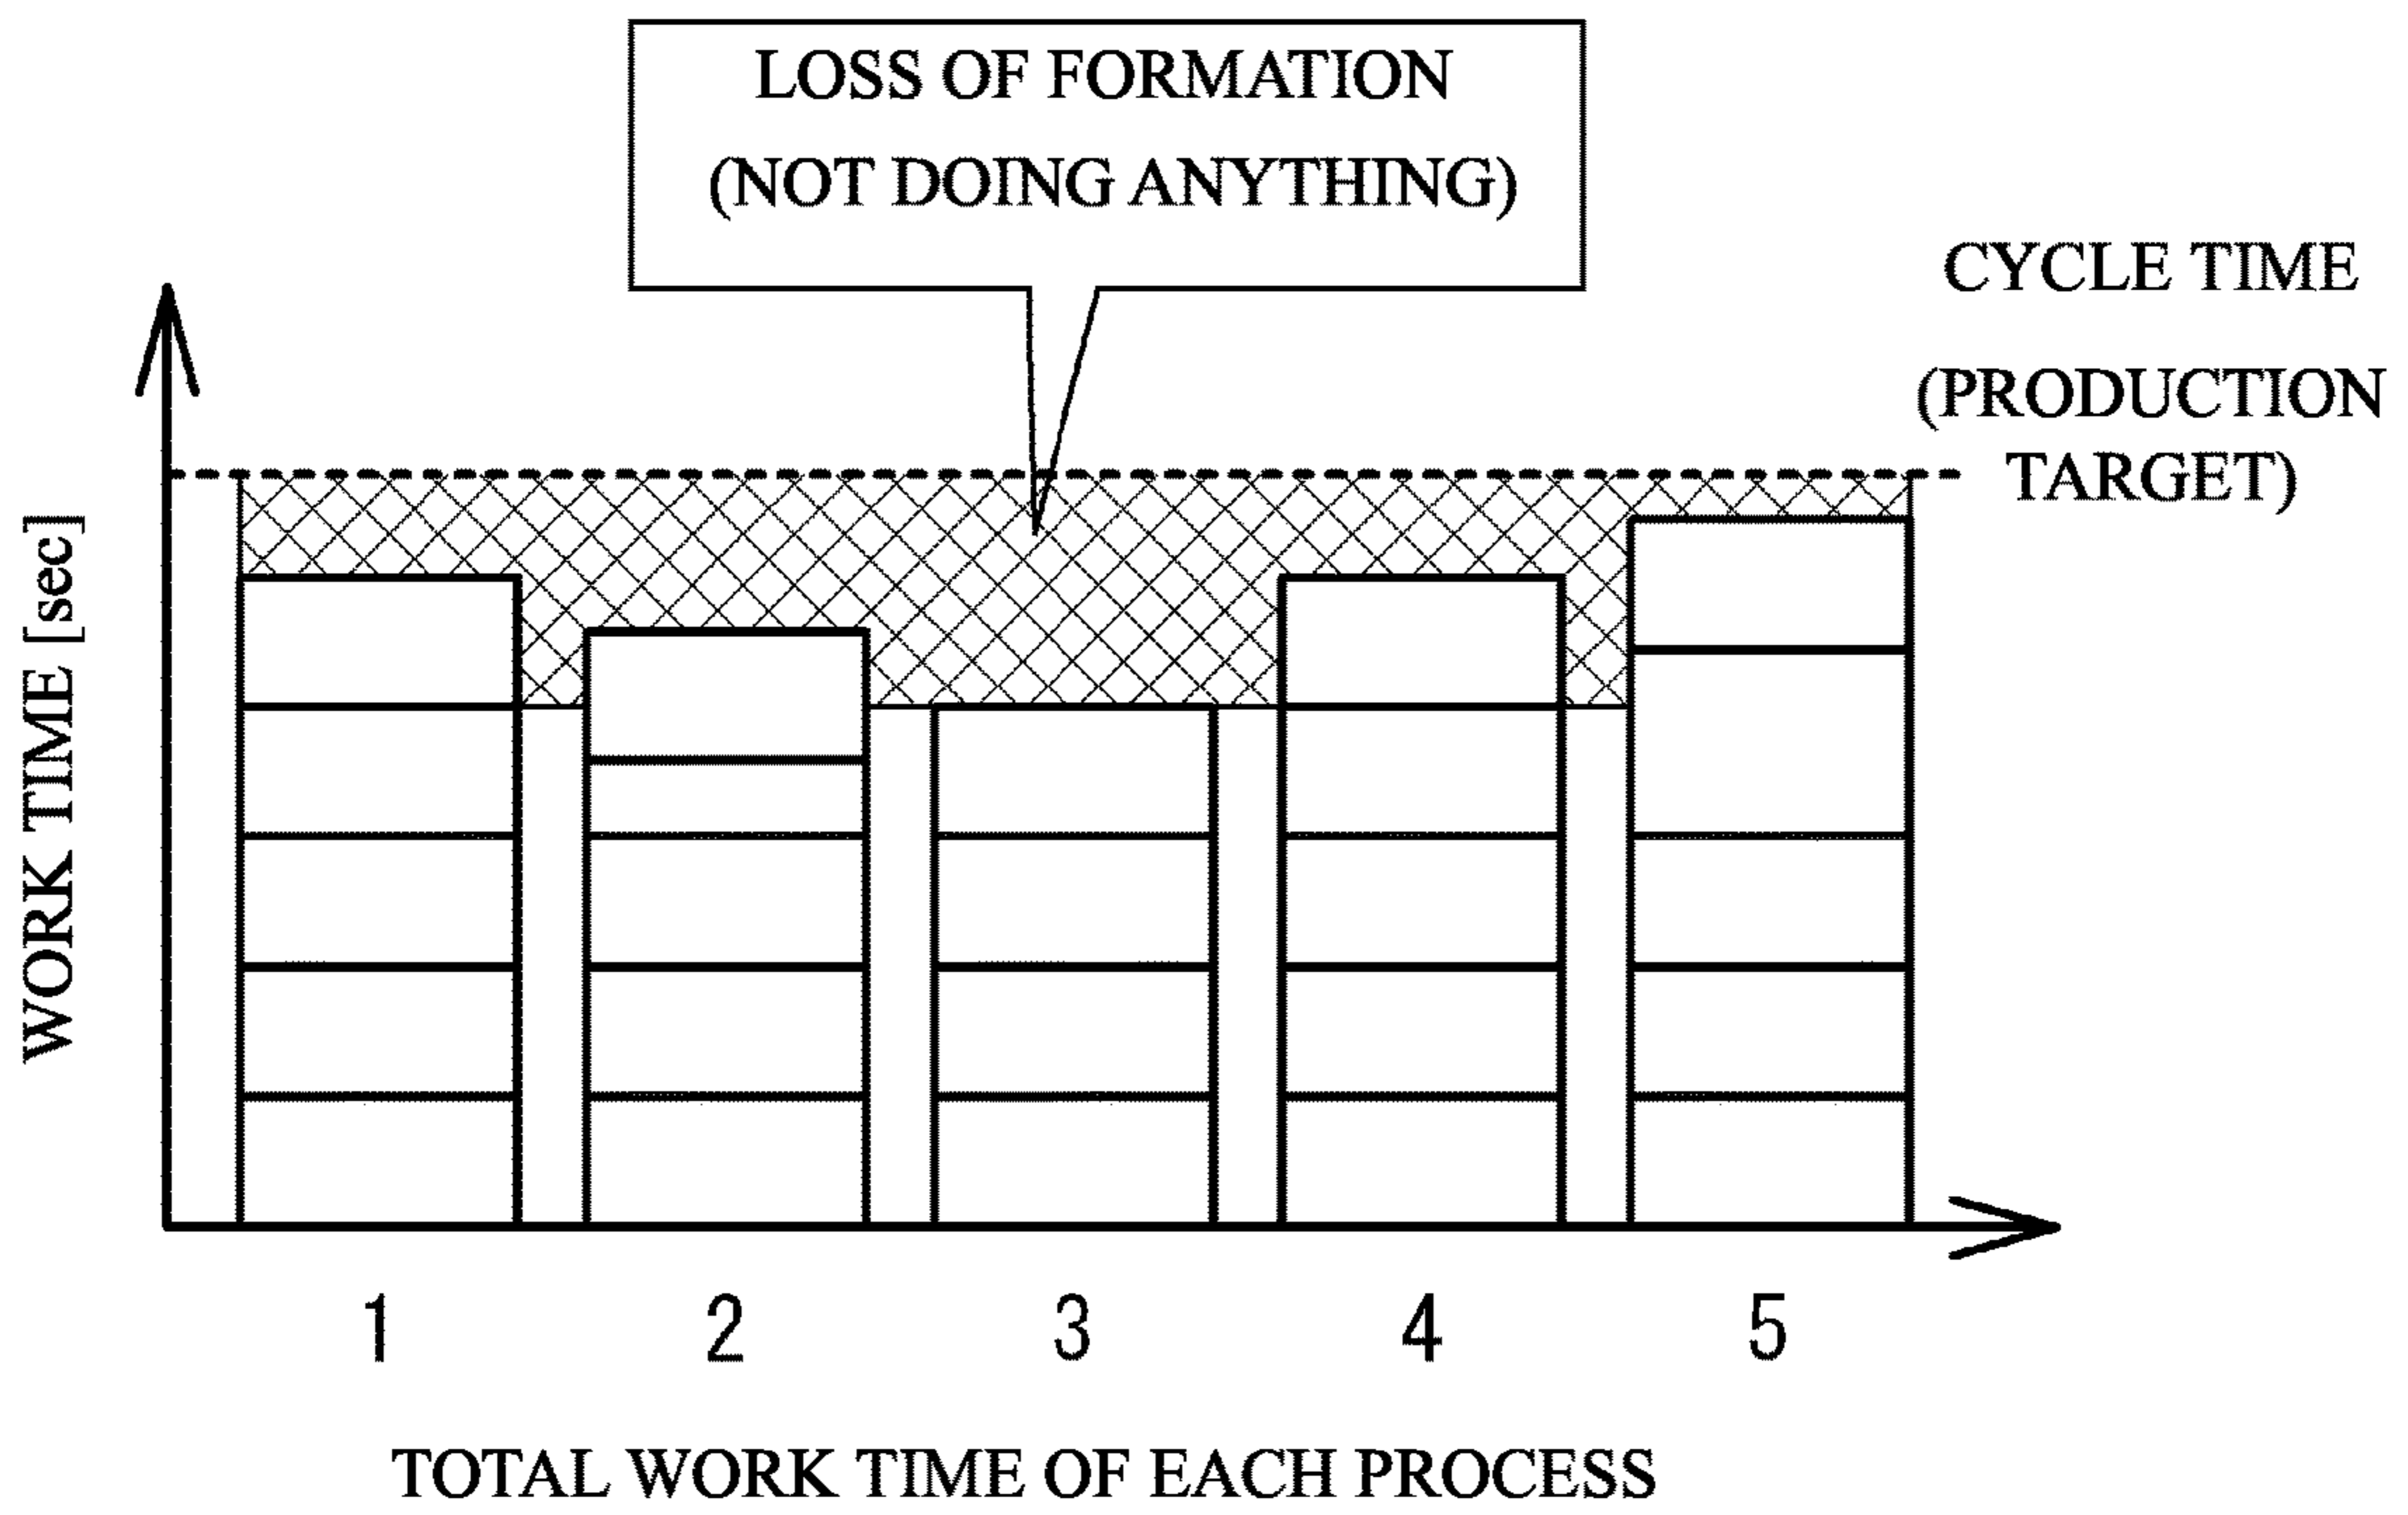 LOSS OF FORMATION
(NOT DOING ANYTHING)
CYCLE TIME
(PRODUCTION
TARGET)
WORK TIME [sec]
1 2 3 4 5
TOTAL WORK TIME OF EACH PROCESS